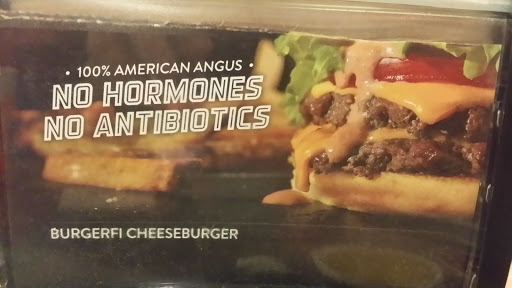 • 100% AMERICAN ANGUS •
NO HORMONES
NO ANTIBIOTICS
BURGERFI CHEESEBURGER